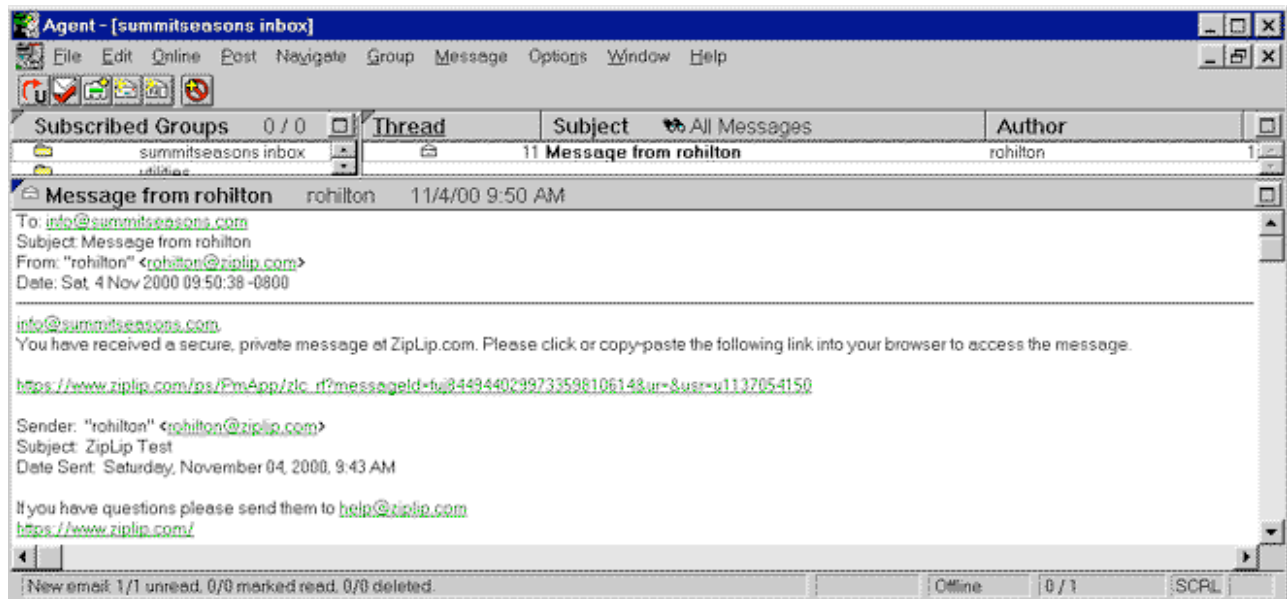 Agent - [summitseasons inbox]
File Edit Online Post Navigate Group Message Options Window Help
Subscribed Groups 0 / 0 Thread Subject All Messages Author
summitseasons inbox 11 Message from rohilton rohilton
utilities
Message from rohilton rohilton 11/4/00 9:50 AM
To: info@summitseasons.com
Subject: Message from rohilton
From: "rohilton" <rohilton@ziplip.com>
Date: Sat, 4 Nov 2000 09:50:38 -0800
info@summitseasons.com,
You have received a secure, private message at ZipLip.com. Please click or copy-paste the following link into your browser to access the message.
https://www.ziplip.com/ps/PmApp/zlc_rf?messageId=fuj8449440299733598106148&ur=&usr=u1137054150
Sender: "rohilton" <rohilton@ziplip.com>
Subject: ZipLip Test
Date Sent: Saturday, November 04, 2000, 9:43 AM
If you have questions please send them to help@ziplip.com
https://www.ziplip.com/
New email: 1/1 unread, 0/0 marked read, 0/0 deleted. Offline 0 / 1 SCRL